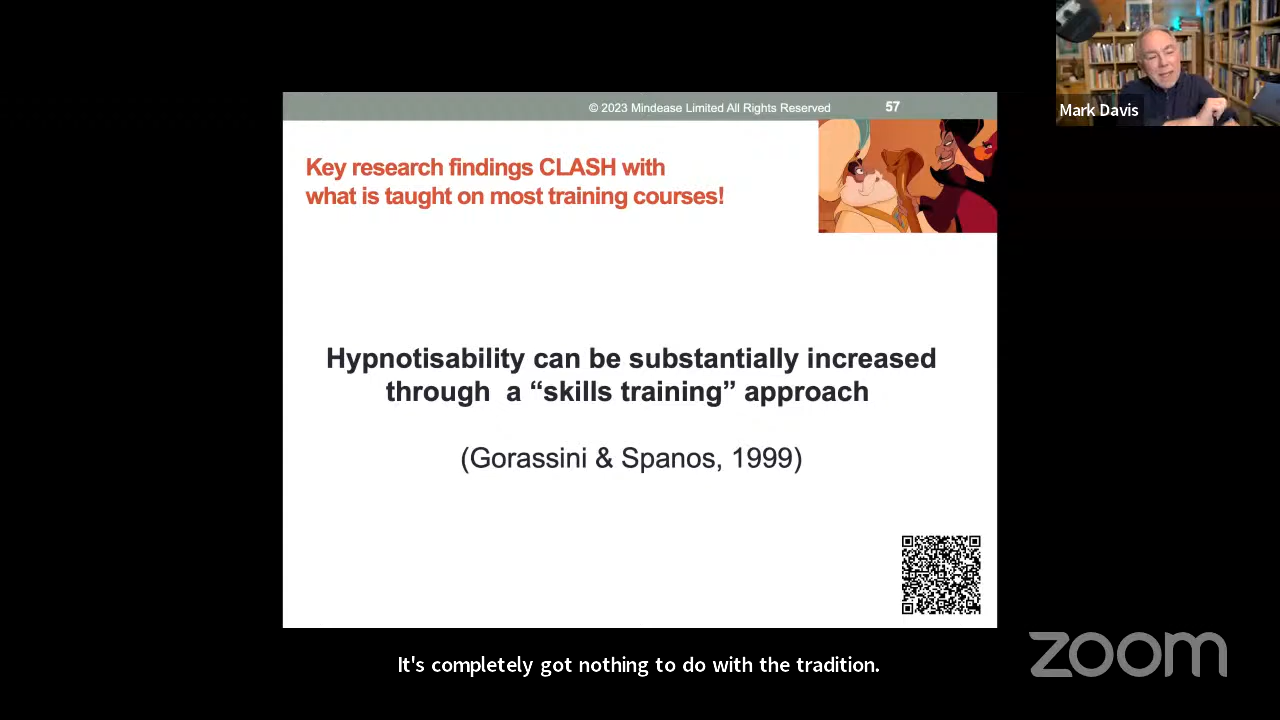 © 2023 Mindease Limited All Rights Reserved 57
Mark Davis
Key research findings CLASH with
what is taught on most training courses!
Hypnotisability can be substantially increased
through a “skills training” approach
(Gorassini & Spanos, 1999)
zoom
It's completely got nothing to do with the tradition.